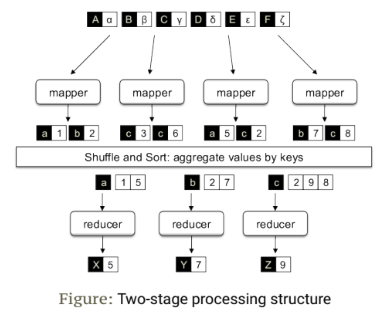 A α B β C γ D δ E ε F ζ
mapper mapper mapper mapper
a 1 b 2 c 3 c 6 a 5 c 2 b 7 c 8
Shuffle and Sort: aggregate values by keys
a 1 5 b 2 7 c 2 9 8
reducer reducer reducer
X 5 Y 7 Z 9
Figure: Two-stage processing structure